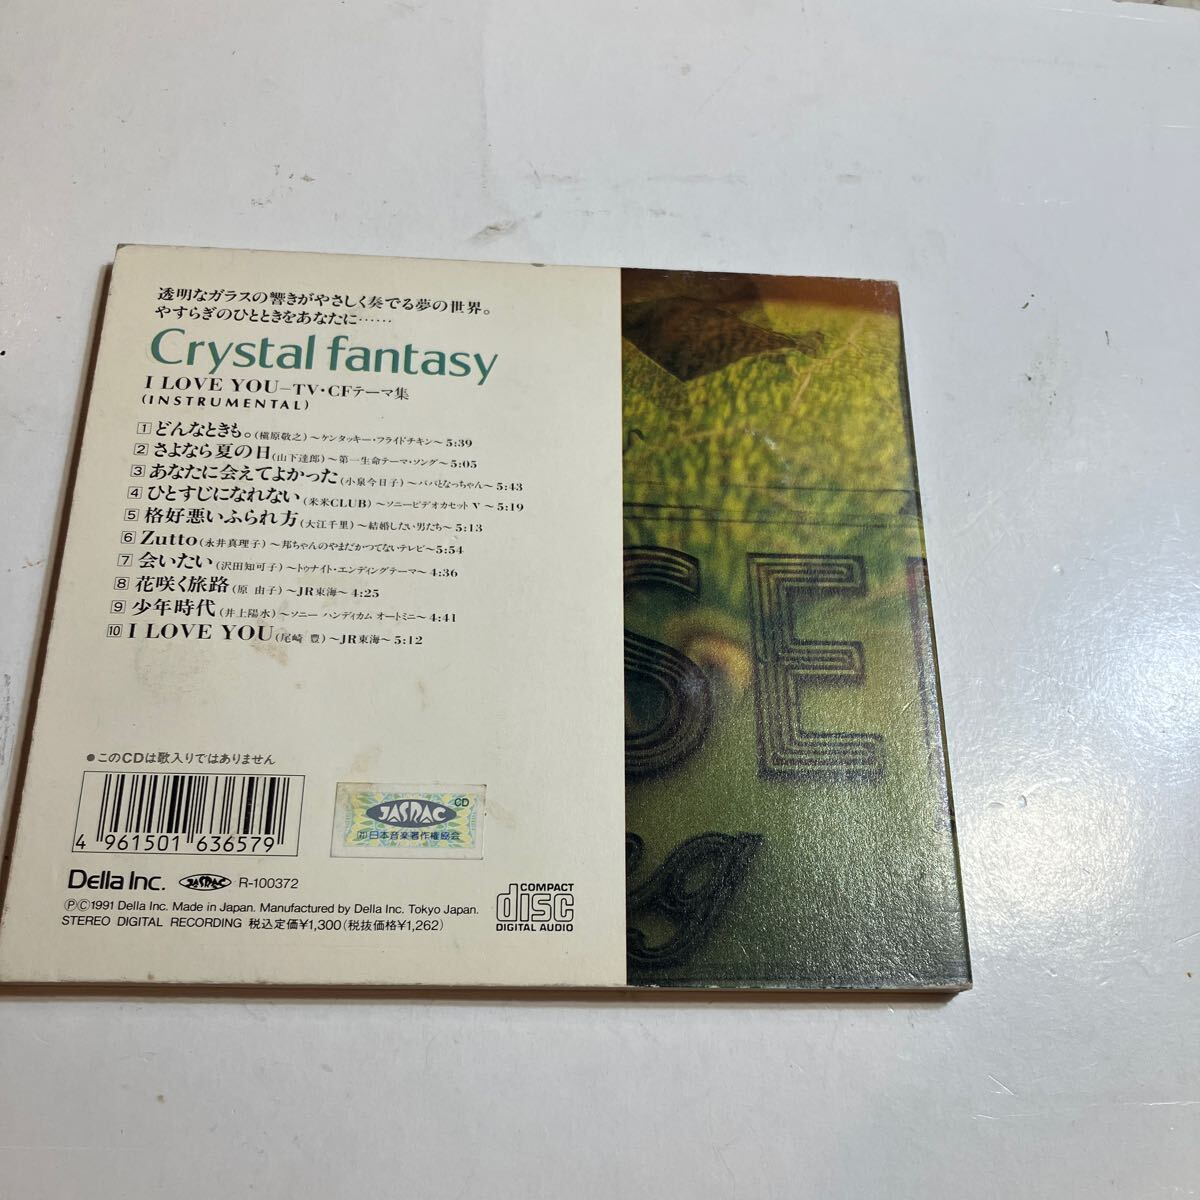 透明なガラスの響きがやさしく奏でる夢の世界。
やすらぎのひとときをあなたに……
Crystal fantasy
I LOVE YOU–TV・CFテーマ集
(INSTRUMENTAL)
1 どんなときも。(槇原敬之)～ケンタッキー・フライドチキン～5:39
2 さよなら夏の日(山下達郎)～第一生命テーマ・ソング～5:05
3 あなたに会えてよかった(小泉今日子)～パパとなっちゃん～5:43
4 ひとすじになれない(米米CLUB)～ソニービデオカセット V～5:19
5 格好悪いふられ方(大江千里)～結婚したい男たち～5:13
6 Zutto(永井真理子)～邦ちゃんのやまだかつてないテレビ～5:54
7 会いたい(沢田知可子)～トゥナイト・エンディングテーマ～4:36
8 花咲く旅路(原 由子)～JR東海～4:25
9 少年時代(井上陽水)～ソニー ハンディカム オートミニ～4:41
10 I LOVE YOU(尾崎 豊)～JR東海～5:12
●このCDは歌入りではありません
4 961501 636579
JASRAC CD
(社)日本音楽著作権協会
Della Inc. JASRAC R-100372
ⓅⒸ1991 Della Inc. Made in Japan. Manufactured by Della Inc. Tokyo Japan.
STEREO DIGITAL RECORDING 税込定価¥1,300(税抜価格¥1,262)
COMPACT
disc
DIGITAL AUDIO
SE